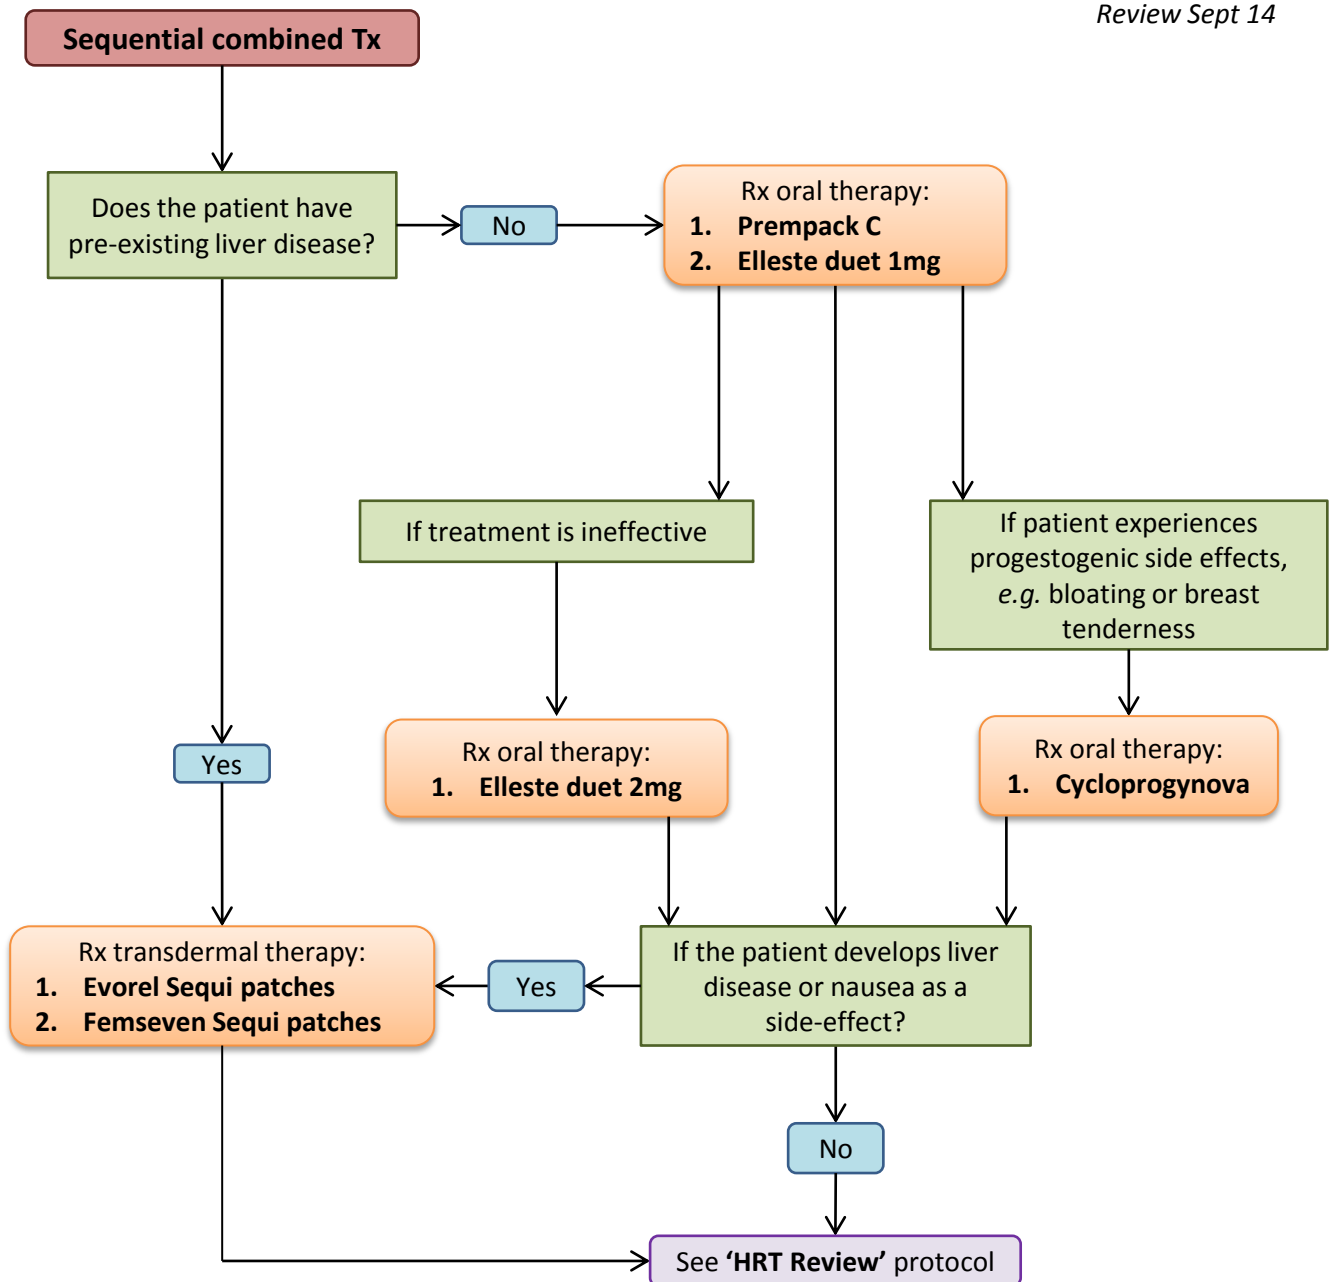 Review Sept 14
Sequential combined Tx
Does the patient have
pre-existing liver disease?
No
Rx oral therapy:
1. Prempack C
2. Elleste duet 1mg
If treatment is ineffective
If patient experiences
progestogenic side effects,
e.g. bloating or breast
tenderness
Yes
Rx oral therapy:
1. Elleste duet 2mg
Rx oral therapy:
1. Cycloprogynova
Rx transdermal therapy:
1. Evorel Sequi patches
2. Femseven Sequi patches
Yes
If the patient develops liver
disease or nausea as a
side-effect?
No
See 'HRT Review' protocol